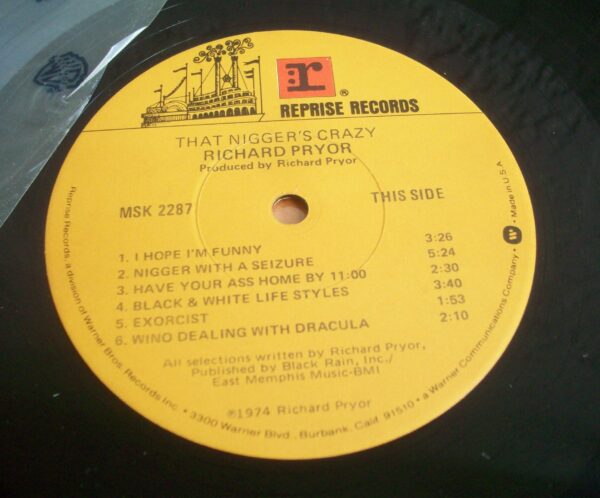 r
®
REPRISE RECORDS
THAT NIGGER'S CRAZY
RICHARD PRYOR
Produced by Richard Pryor
MSK 2287
THIS SIDE
1. I HOPE I'M FUNNY 3:26
2. NIGGER WITH A SEIZURE 5:24
3. HAVE YOUR ASS HOME BY 11:00 2:30
4. BLACK & WHITE LIFE STYLES 3:40
5. EXORCIST 1:53
6. WINO DEALING WITH DRACULA 2:10
All selections written by Richard Pryor,
Published by Black Rain, Inc./
East Memphis Music-BMI
℗1974 Richard Pryor
Reprise Records, a division of Warner Bros. Records Inc. • 3300 Warner Blvd., Burbank, Calif. 91510 • a Warner Communications Company • Made in U.S.A.